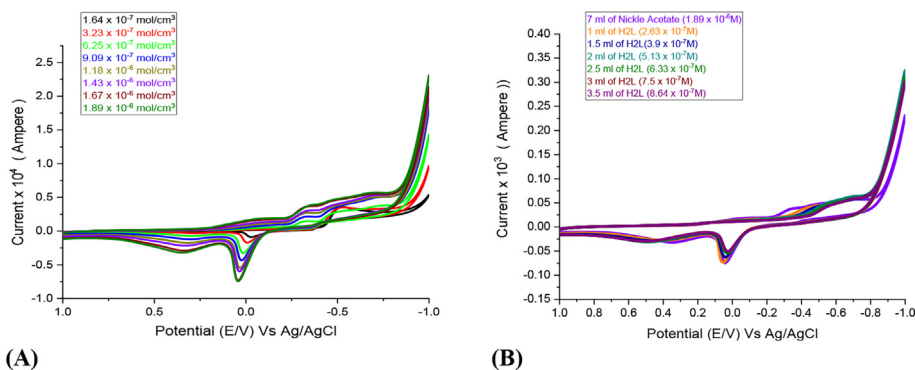 1.64 x 10⁻⁷ mol/cm³
3.23 x 10⁻⁷ mol/cm³
6.25 x 10⁻⁷ mol/cm³
9.09 x 10⁻⁷ mol/cm³
1.18 x 10⁻⁶ mol/cm³
1.43 x 10⁻⁶ mol/cm³
1.67 x 10⁻⁶ mol/cm³
1.89 x 10⁻⁶ mol/cm³
Current x 10⁴ ( Ampere )
2.5
2.0
1.5
1.0
0.5
0.0
-0.5
-1.0
1.0 0.5 0.0 -0.5 -1.0
Potential (E/V) Vs Ag/AgCl
(A)
7 ml of Nickle Acetate (1.89 x 10⁻⁶M)
1 ml of H2L (2.63 x 10⁻⁷M)
1.5 ml of H2L(3.9 x 10⁻⁷M)
2 ml of H2L (5.13 x 10⁻⁷M)
2.5 ml of H2L (6.33 x 10⁻⁷M)
3 ml of H2L (7.5 x 10⁻⁷M)
3.5 ml of H2L (8.64 x 10⁻⁷M)
Current x 10³ ( Ampere ))
0.40
0.35
0.30
0.25
0.20
0.15
0.10
0.05
0.00
-0.05
-0.10
-0.15
1.0 0.8 0.6 0.4 0.2 0.0 -0.2 -0.4 -0.6 -0.8 -1.0
Potential (E/V) Vs Ag/AgCl
(B)